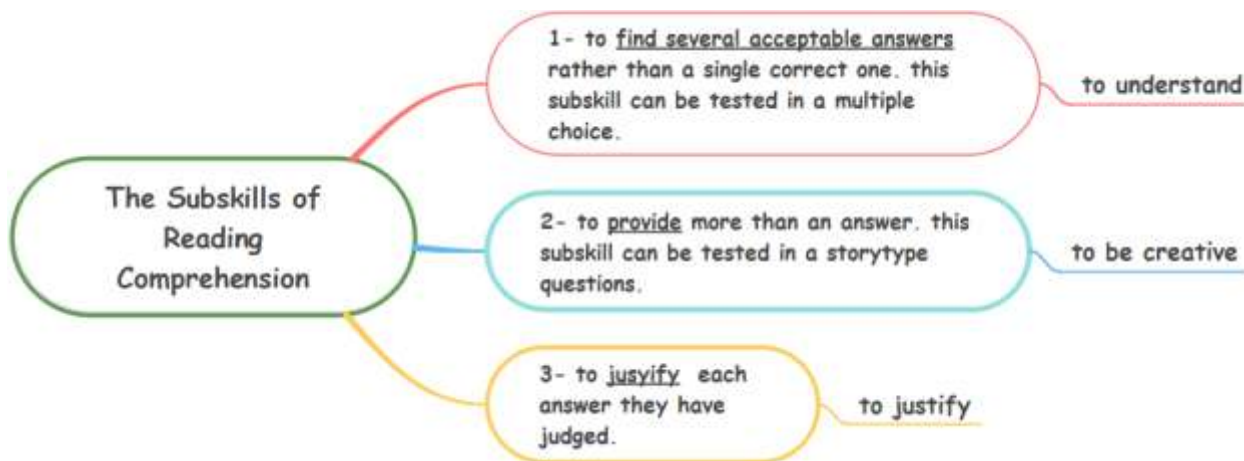 The Subskills of
Reading
Comprehension
1- to find several acceptable answers
rather than a single correct one. this
subskill can be tested in a multiple
choice.
to understand
2- to provide more than an answer. this
subskill can be tested in a storytype
questions.
to be creative
3- to jusyify each
answer they have
judged.
to justify